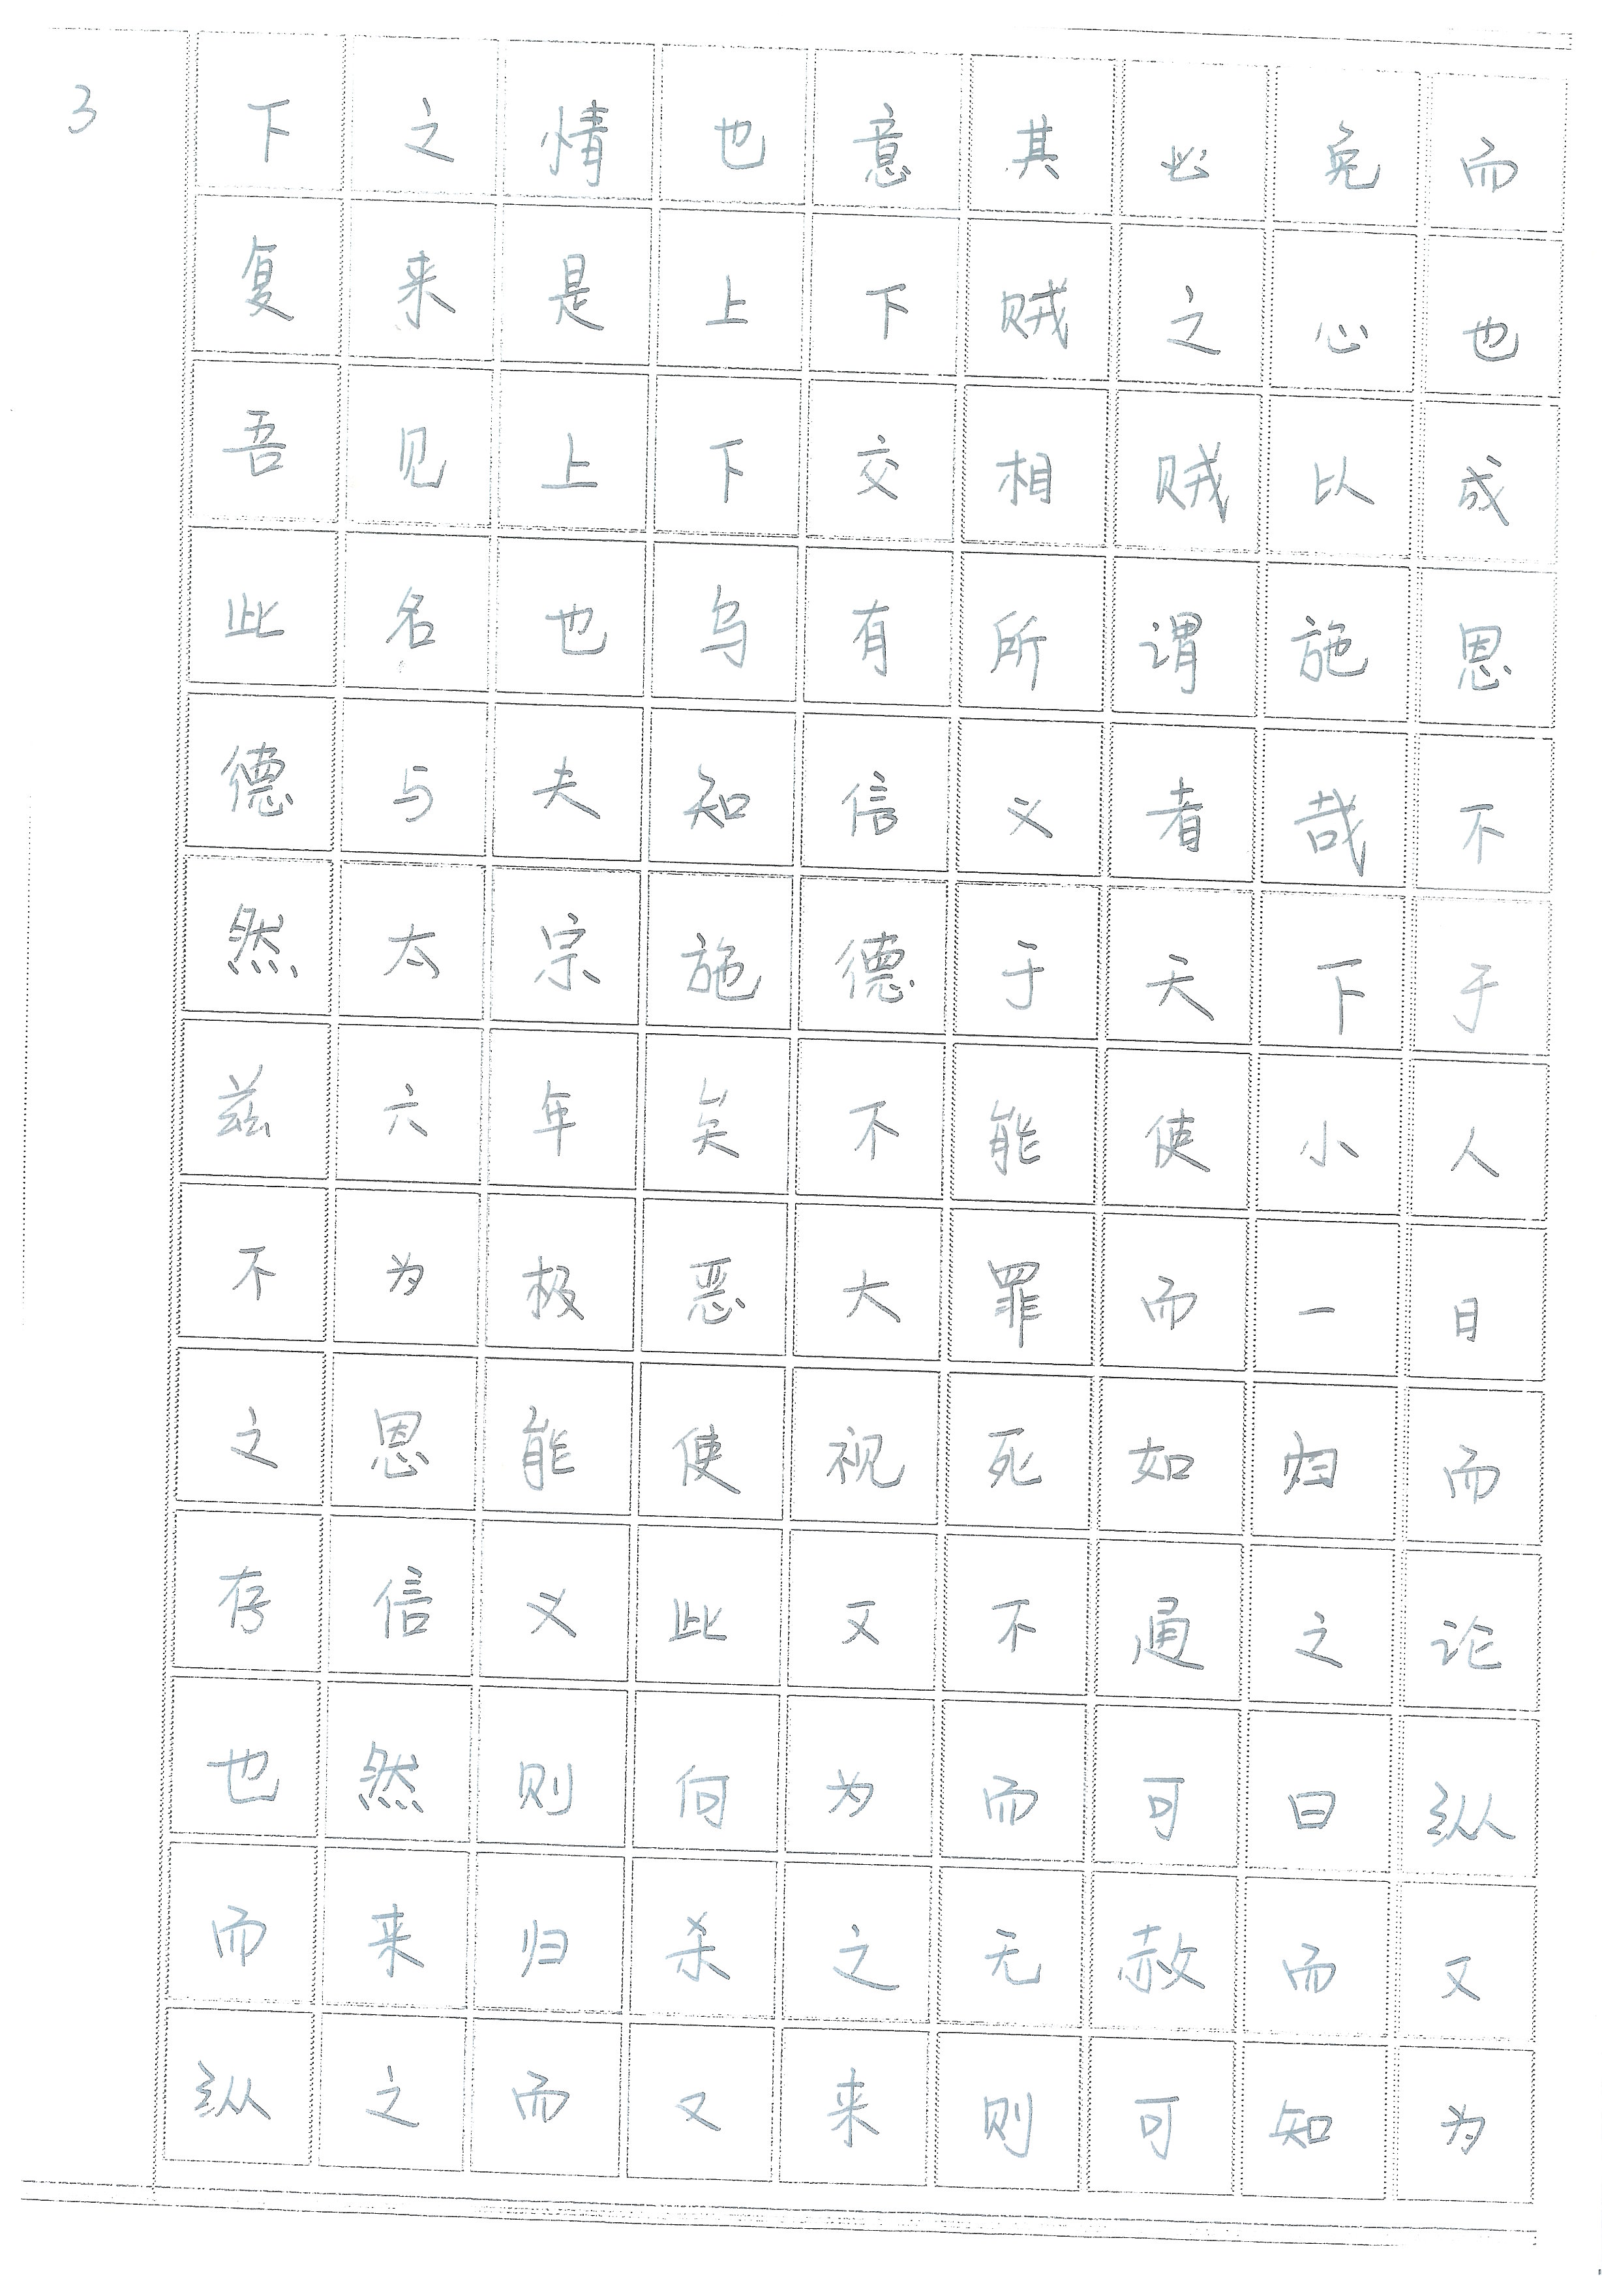 3
下之情也意其必免而
复来是上下贼之心也
吾见上下交相贼以成
此名也乌有所谓施恩
德与夫知信义者哉不
然太宗施德于天下于
兹六年矣不能使小人
不为极恶大罪而一日
之恩能使视死如归而
存信义此又不通之论
也然则何为而可曰纵
而来归杀之无赦而又
纵之而又来则可知为